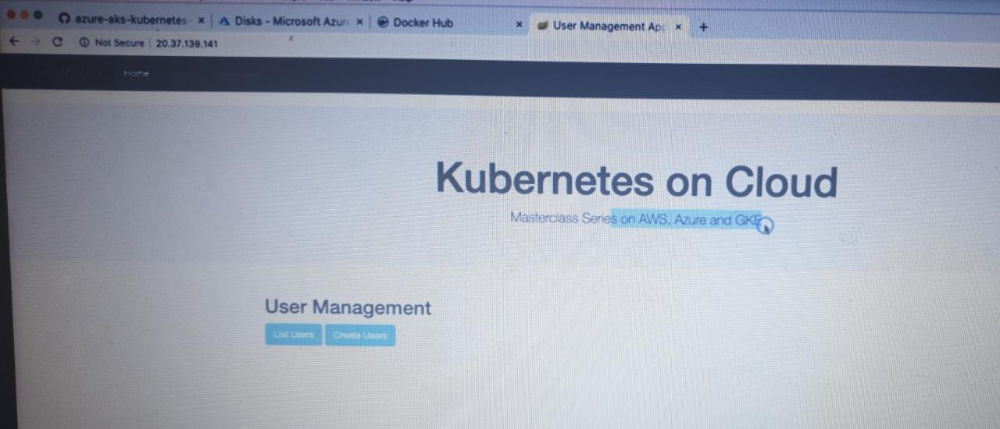 azure-aks-kubernetes
Disks - Microsoft Azur
Docker Hub
User Management Ap
Not Secure
20.37.139.141
Home
Kubernetes on Cloud
Masterclass Series on AWS, Azure and GKE
User Management
List Users
Create Users